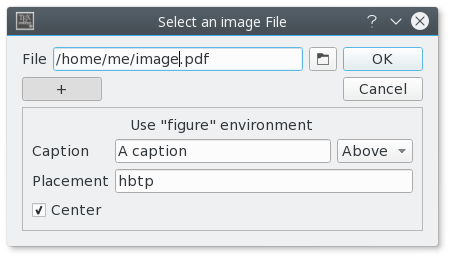 Select an image File
File /home/me/image.pdf OK
+ Cancel
Use "figure" environment
Caption A caption Above
Placement hbtp
Center